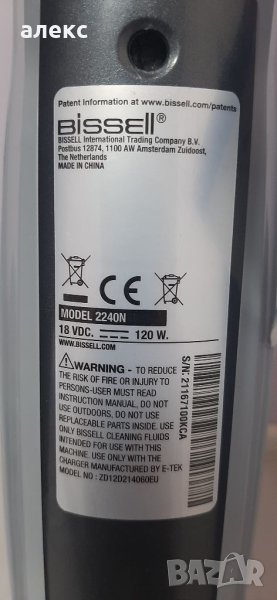 алекс
Patent Information at www.bissell.com/patents
BISSELL®
BISSELL International Trading Company B.V.
Postbus 12874, 1100 AW Amsterdam Zuidoost,
The Netherlands
MADE IN CHINA
CE
MODEL 2240N
18 VDC. 120 W.
WWW.BISSELL.COM
WARNING - TO REDUCE
THE RISK OF FIRE OR INJURY TO
PERSONS-USER MUST READ
INSTRUCTION MANUAL, DO NOT
USE OUTDOORS, DO NOT USE ON
REPLACEABLE PARTS INSIDE. USE
ONLY BISSELL CLEANING FLUIDS
INTENDED FOR USE WITH THIS
MACHINE. USE ONLY WITH THE
CHARGER MANUFACTURED BY E-TEK
MODEL NO : ZD12D214060EU
S/N:21167100KCA
BAZAR